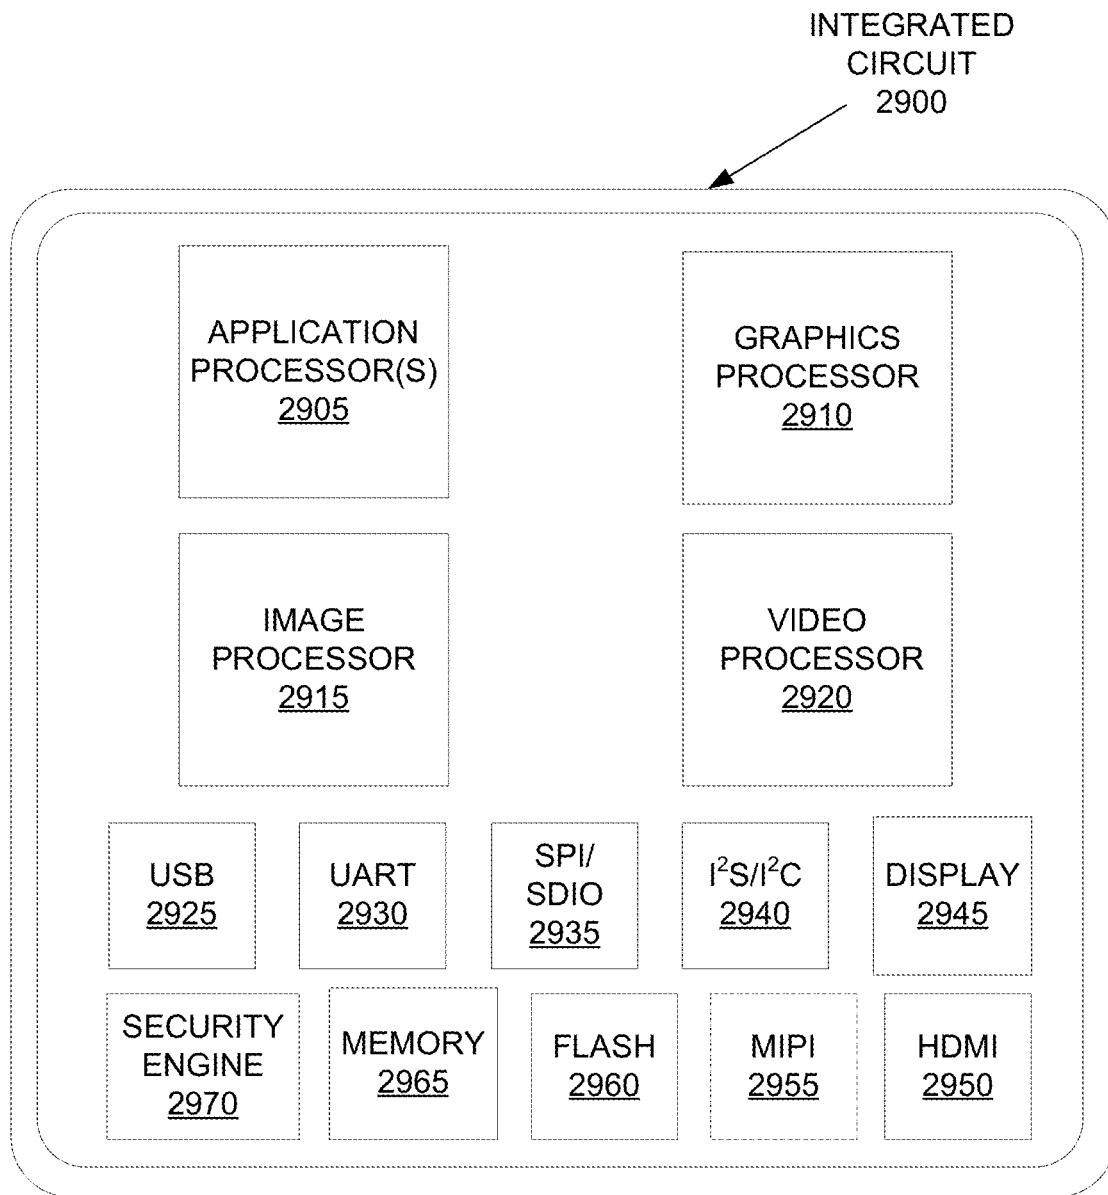 INTEGRATED
CIRCUIT
2900
APPLICATION
PROCESSOR(S)
2905
GRAPHICS
PROCESSOR
2910
IMAGE
PROCESSOR
2915
VIDEO
PROCESSOR
2920
USB
2925
UART
2930
SPI/
SDIO
2935
I²S/I²C
2940
DISPLAY
2945
SECURITY
ENGINE
2970
MEMORY
2965
FLASH
2960
MIPI
2955
HDMI
2950